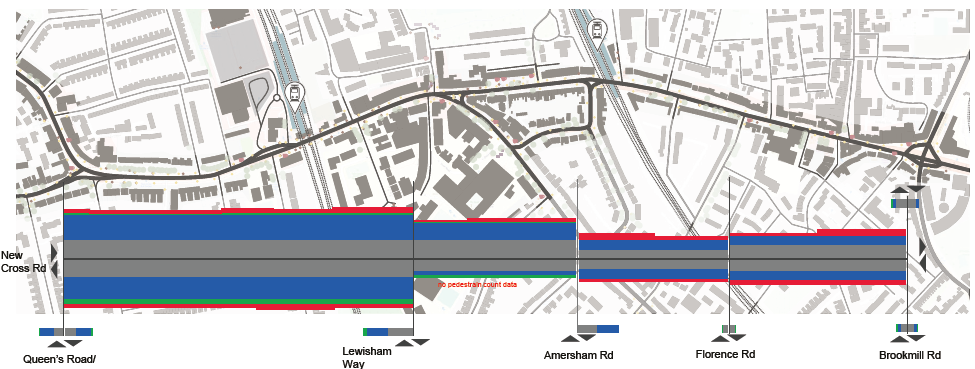 New
Cross Rd
no pedestrain count data
Queen's Road/
Lewisham
Way
Amersham Rd
Florence Rd
Brookmill Rd